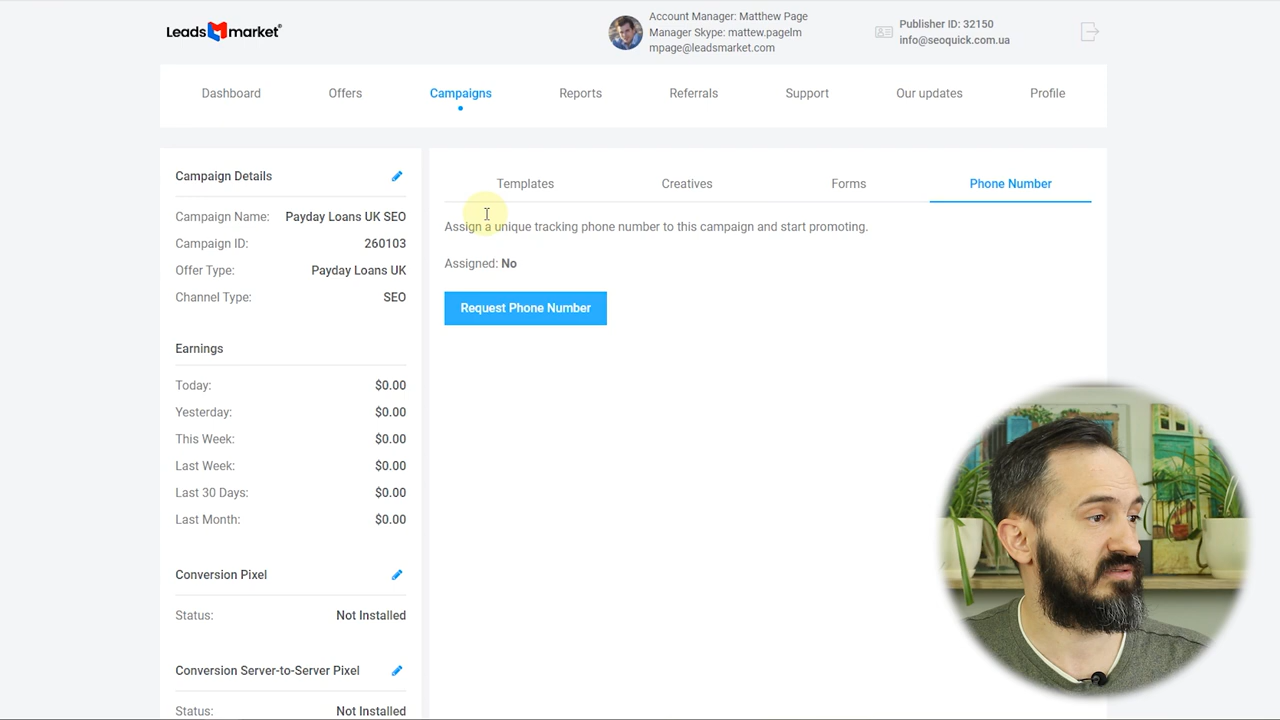 Leads market
Account Manager: Matthew Page
Manager Skype: mattew.pagelm
mpage@leadsmarket.com
Publisher ID: 32150
info@seoquick.com.ua
Dashboard
Offers
Campaigns
Reports
Referrals
Support
Our updates
Profile
Campaign Details
Campaign Name: Payday Loans UK SEO
Campaign ID: 260103
Offer Type: Payday Loans UK
Channel Type: SEO
Earnings
Today: $0.00
Yesterday: $0.00
This Week: $0.00
Last Week: $0.00
Last 30 Days: $0.00
Last Month: $0.00
Conversion Pixel
Status: Not Installed
Conversion Server-to-Server Pixel
Status: Not Installed
Templates
Creatives
Forms
Phone Number
Assign a unique tracking phone number to this campaign and start promoting.
Assigned: No
Request Phone Number